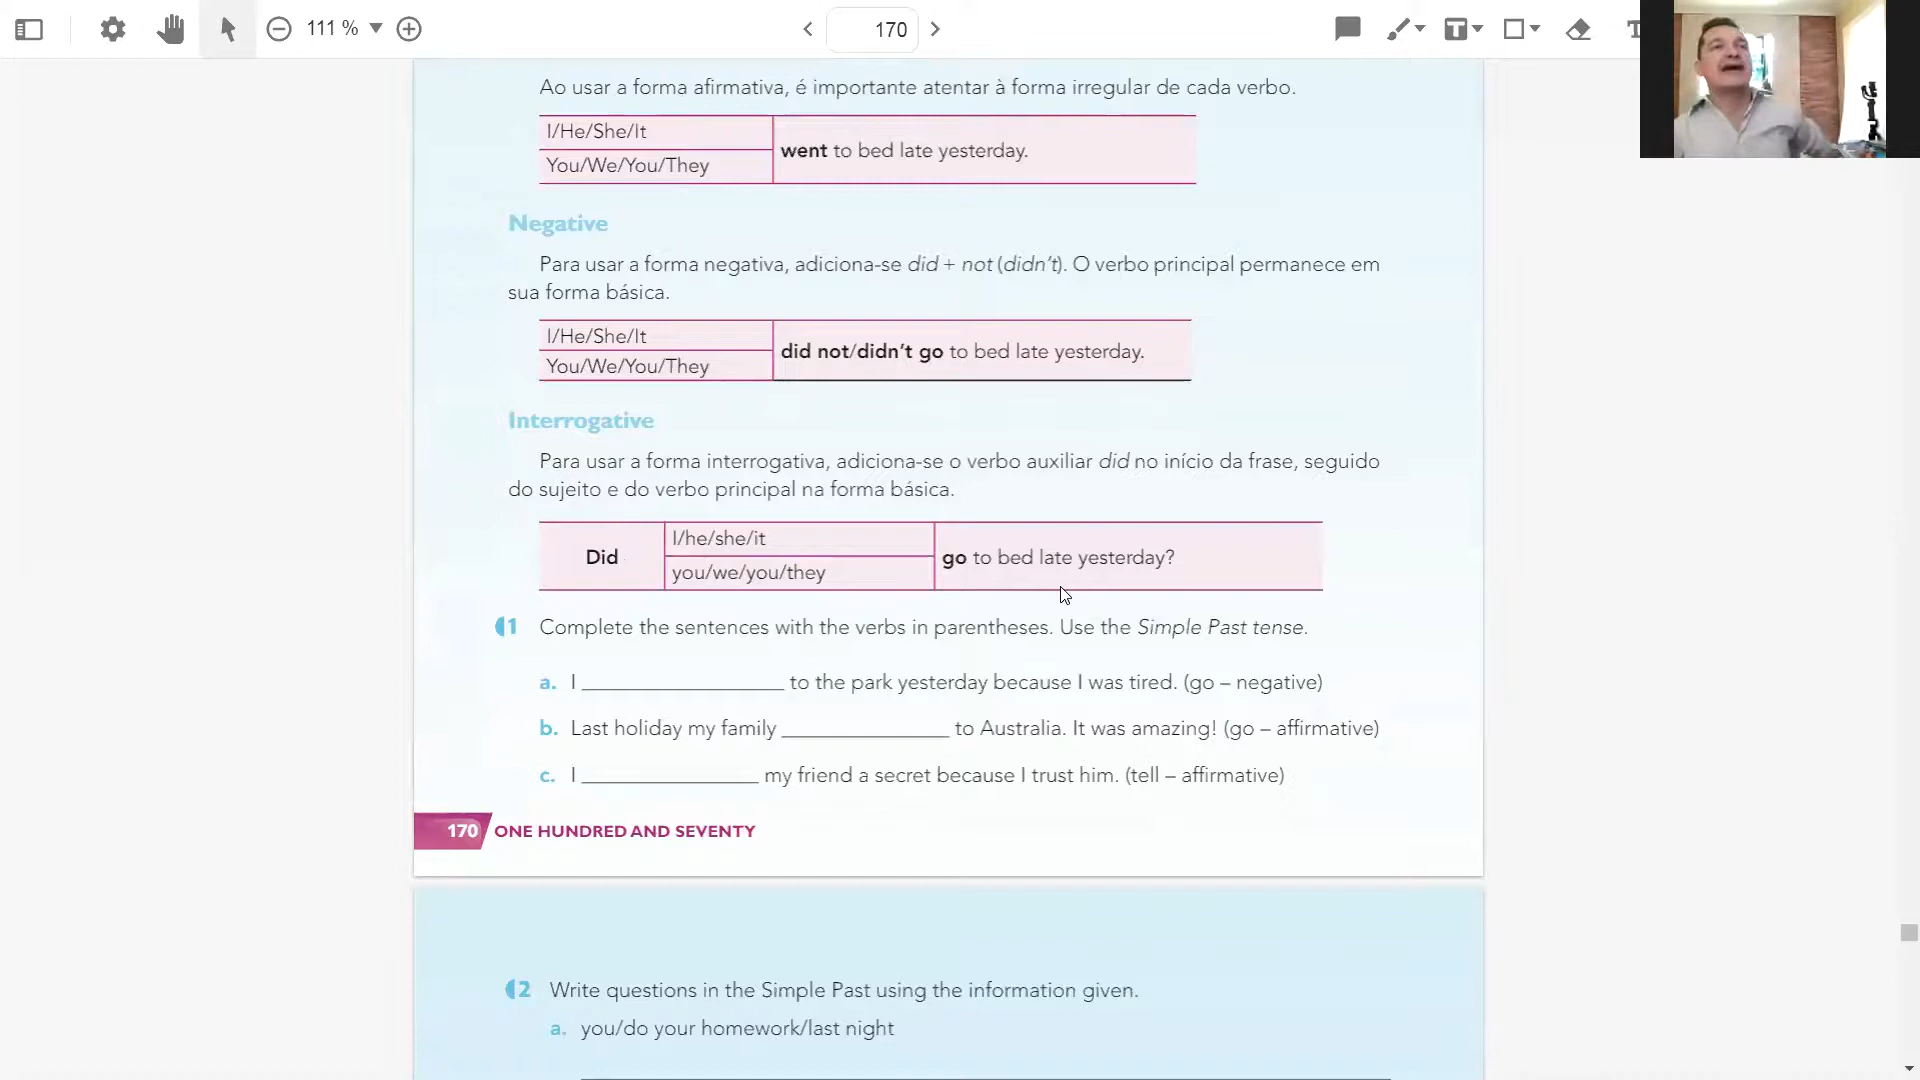 111 %
170
Ao usar a forma afirmativa, é importante atentar à forma irregular de cada verbo.
I/He/She/It
You/We/You/They
went to bed late yesterday.
Negative
Para usar a forma negativa, adiciona-se did + not (didn't). O verbo principal permanece em
sua forma básica.
I/He/She/It
You/We/You/They
did not/didn't go to bed late yesterday.
Interrogative
Para usar a forma interrogativa, adiciona-se o verbo auxiliar did no início da frase, seguido
do sujeito e do verbo principal na forma básica.
Did
I/he/she/it
you/we/you/they
go to bed late yesterday?
1 Complete the sentences with the verbs in parentheses. Use the Simple Past tense.
a. I ____________________ to the park yesterday because I was tired. (go – negative)
b. Last holiday my family ________________ to Australia. It was amazing! (go – affirmative)
c. I _________________ my friend a secret because I trust him. (tell – affirmative)
170 ONE HUNDRED AND SEVENTY
2 Write questions in the Simple Past using the information given.
a. you/do your homework/last night